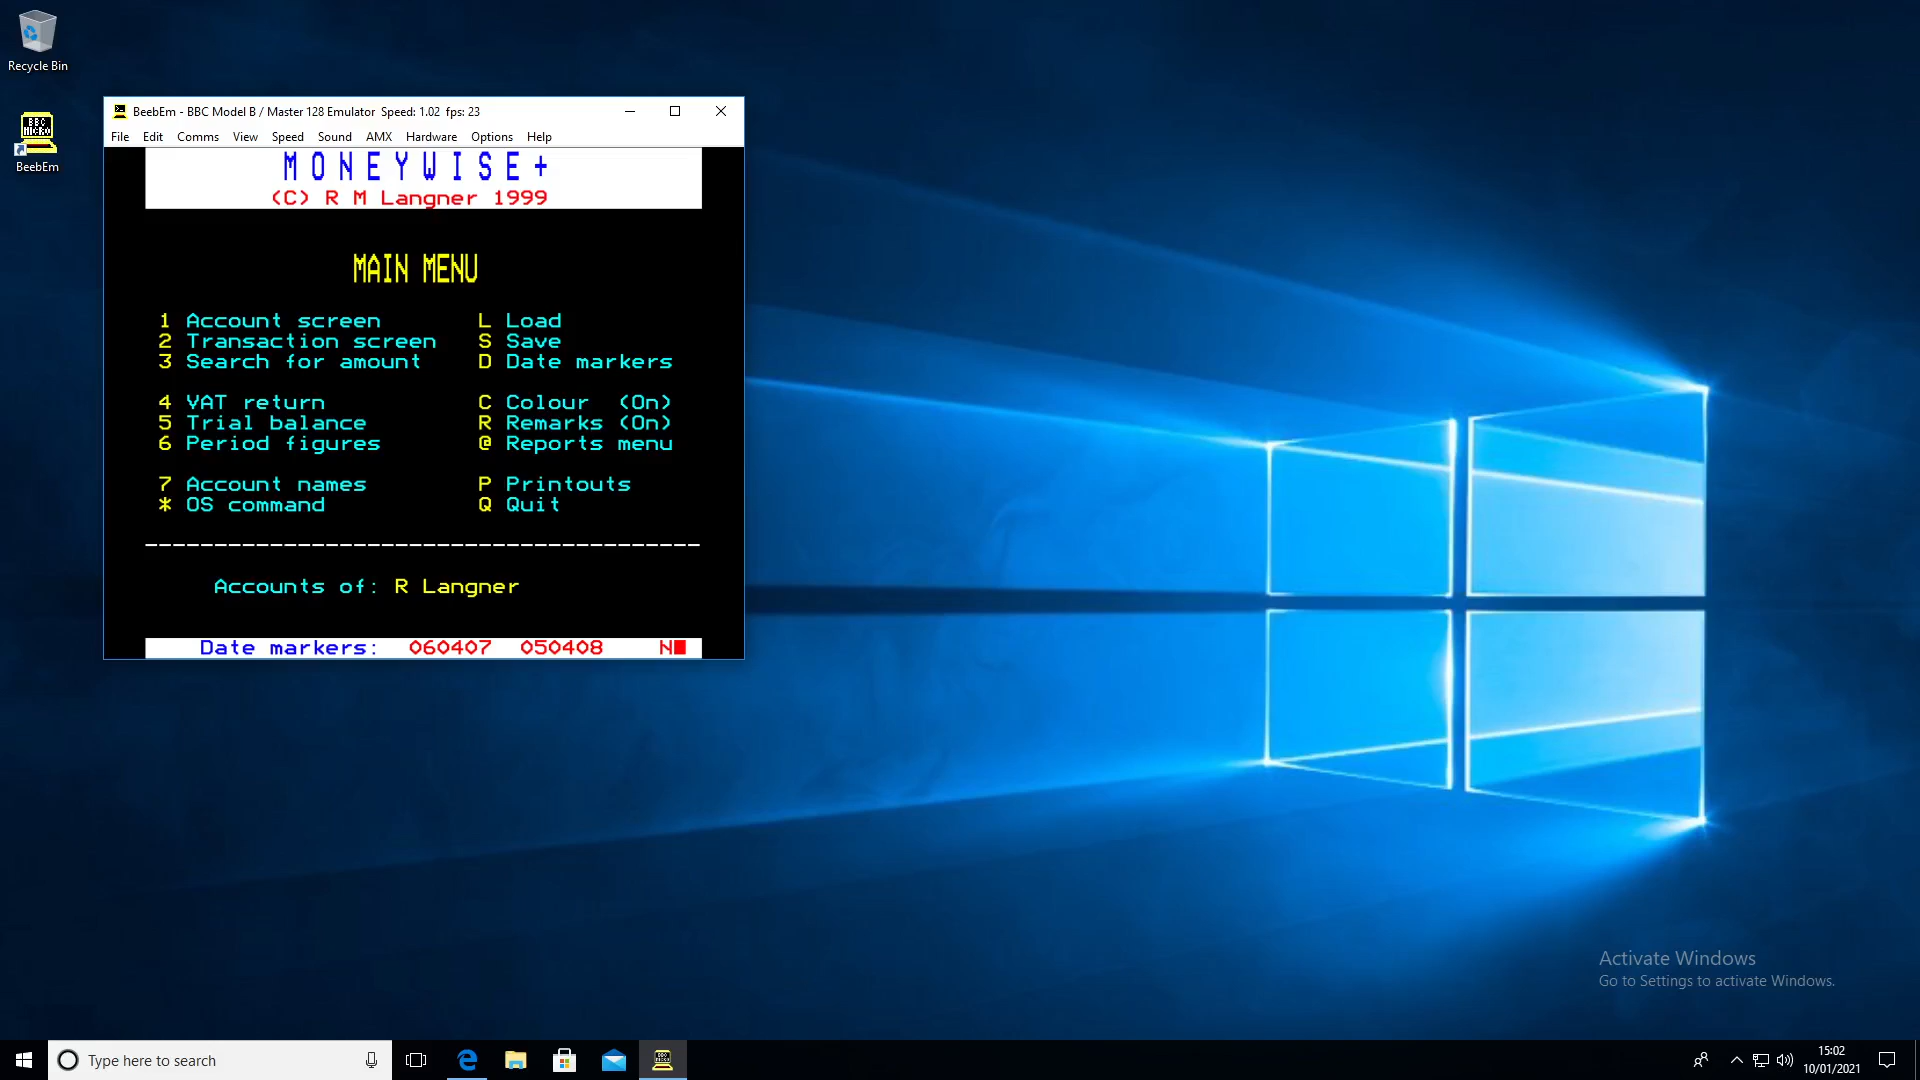 Recycle Bin
BBC
MICRO
BeebEm
BeebEm - BBC Model B / Master 128 Emulator Speed: 1.02 fps: 23
File Edit Comms View Speed Sound AMX Hardware Options Help
MONEYWISE+
(C) R M Langner 1999
MAIN MENU
1 Account screen L Load
2 Transaction screen S Save
3 Search for amount D Date markers
4 VAT return C Colour (On)
5 Trial balance R Remarks (On)
6 Period figures @ Reports menu
7 Account names P Printouts
* OS command Q Quit
----------------------------------------
Accounts of: R Langner
Date markers: 060407 050408 N
Activate Windows
Go to Settings to activate Windows.
Type here to search
15:02
10/01/2021